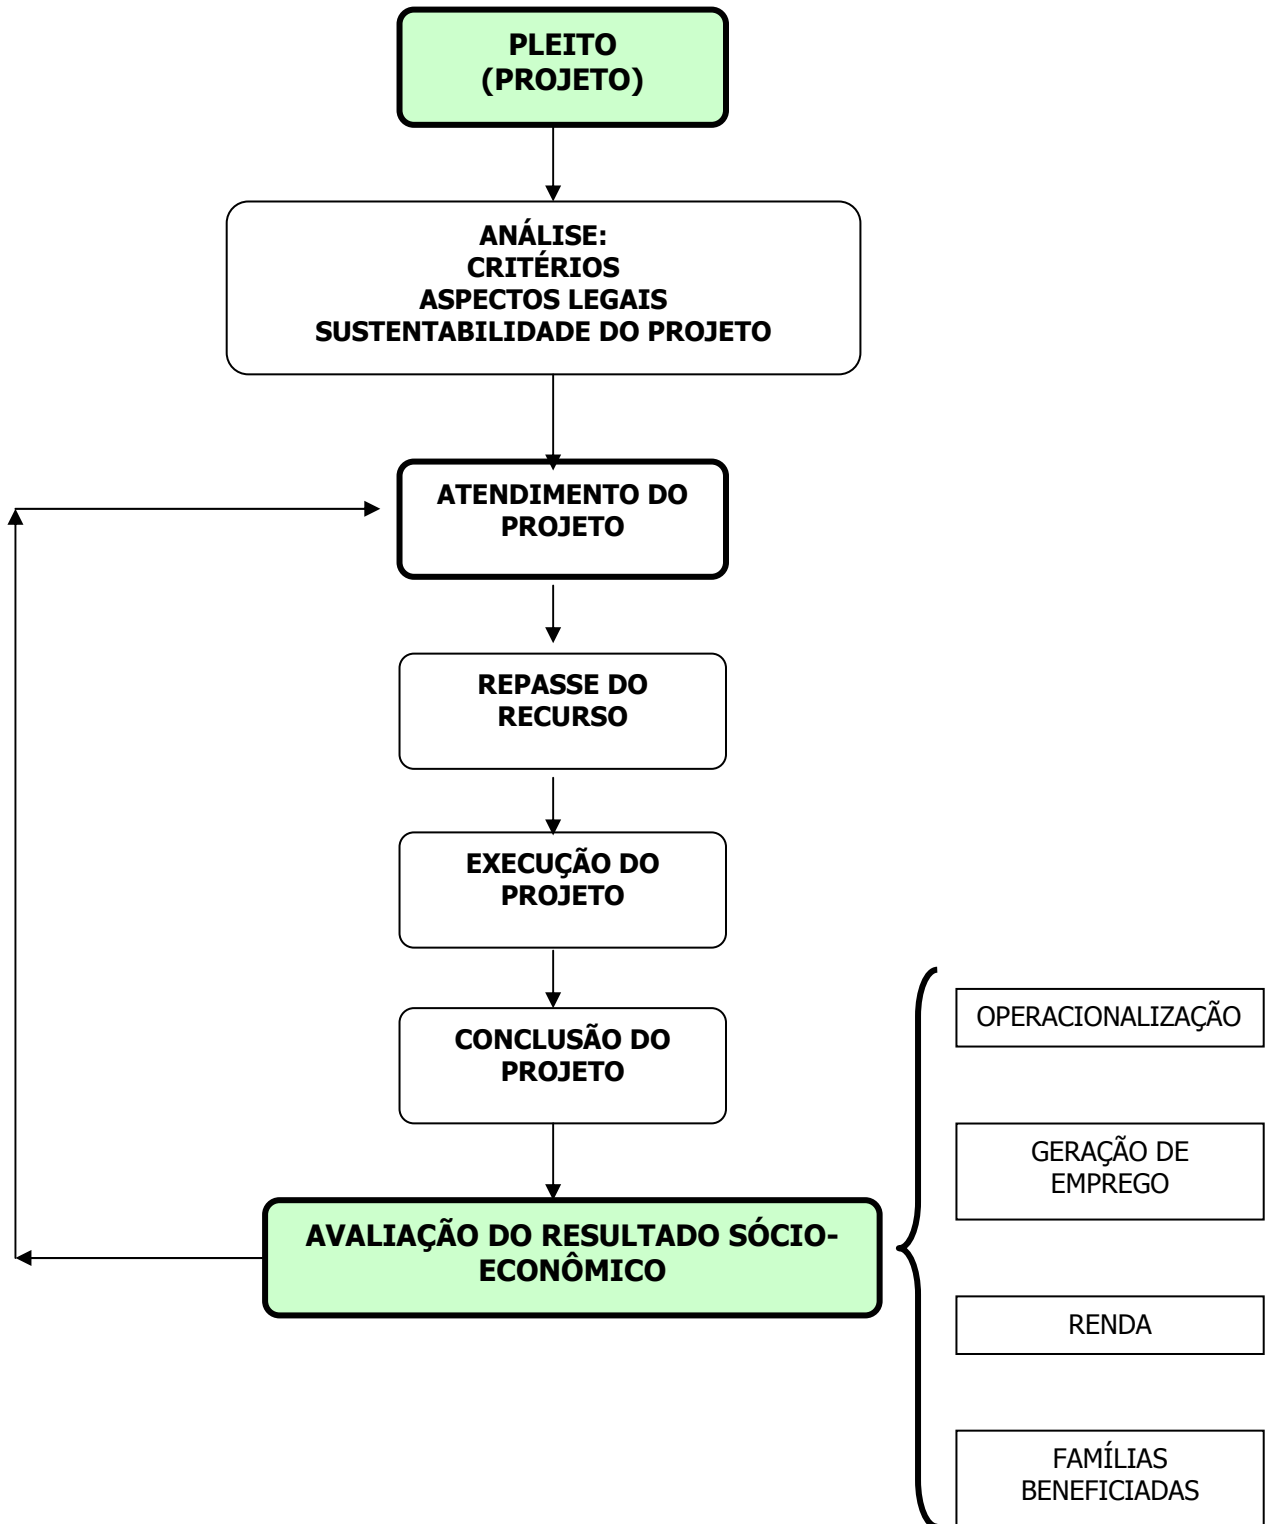 PLEITO
(PROJETO)
ANÁLISE:
CRITÉRIOS
ASPECTOS LEGAIS
SUSTENTABILIDADE DO PROJETO
ATENDIMENTO DO
PROJETO
REPASSE DO
RECURSO
EXECUÇÃO DO
PROJETO
CONCLUSÃO DO
PROJETO
AVALIAÇÃO DO RESULTADO SÓCIO-
ECONÔMICO
OPERACIONALIZAÇÃO
GERAÇÃO DE
EMPREGO
RENDA
FAMÍLIAS
BENEFICIADAS